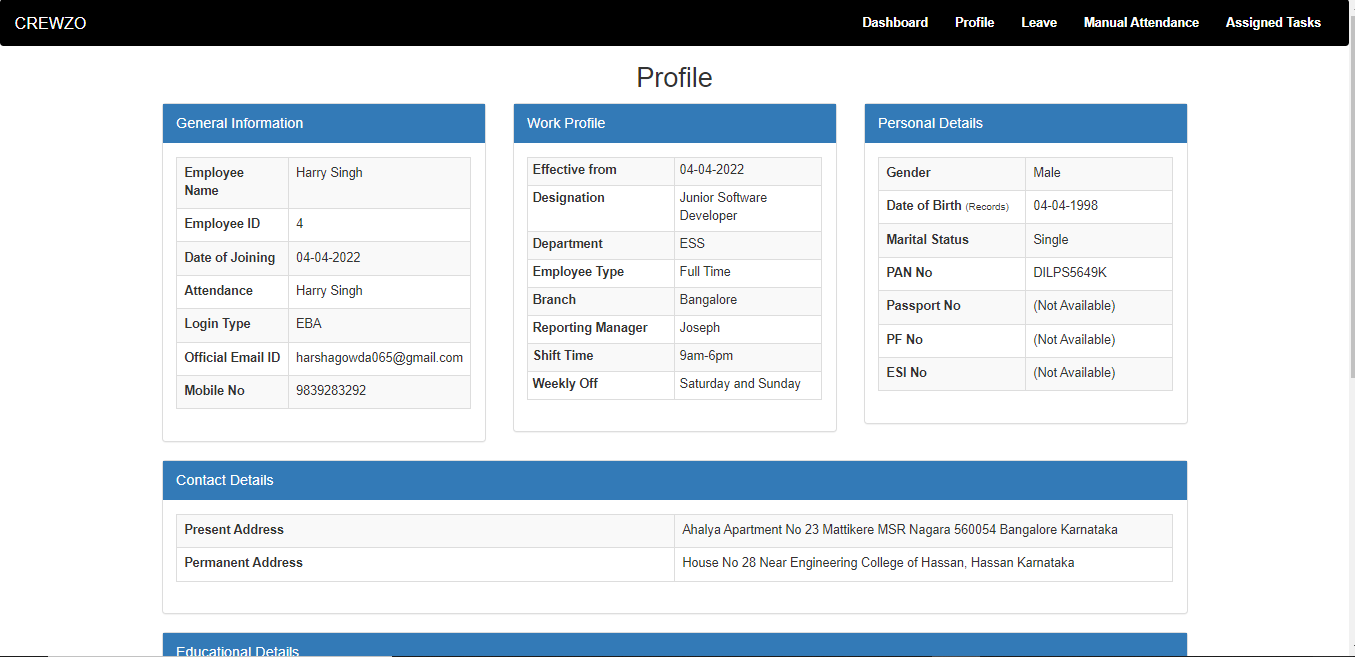 CREWZO
Dashboard Profile Leave Manual Attendance Assigned Tasks
Profile
General Information
Employee Name Harry Singh
Employee ID 4
Date of Joining 04-04-2022
Attendance Harry Singh
Login Type EBA
Official Email ID harshagowda065@gmail.com
Mobile No 9839283292
Work Profile
Effective from 04-04-2022
Designation Junior Software Developer
Department ESS
Employee Type Full Time
Branch Bangalore
Reporting Manager Joseph
Shift Time 9am-6pm
Weekly Off Saturday and Sunday
Personal Details
Gender Male
Date of Birth (Records) 04-04-1998
Marital Status Single
PAN No DILPS5649K
Passport No (Not Available)
PF No (Not Available)
ESI No (Not Available)
Contact Details
Present Address Ahalya Apartment No 23 Mattikere MSR Nagara 560054 Bangalore Karnataka
Permanent Address House No 28 Near Engineering College of Hassan, Hassan Karnataka
Educational Details